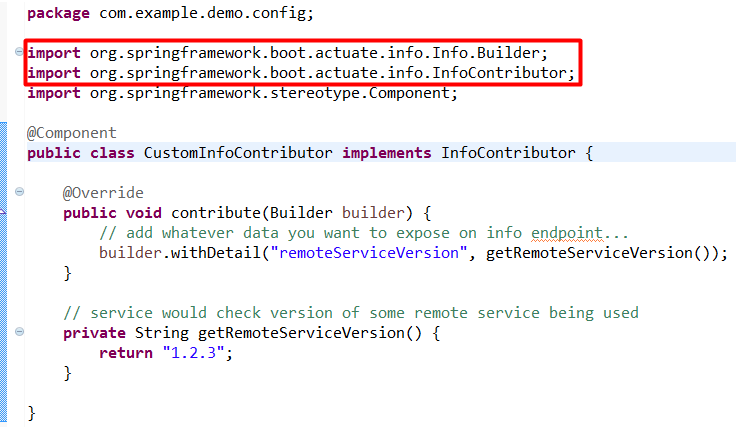 package com.example.demo.config;
import org.springframework.boot.actuate.info.Info.Builder;
import org.springframework.boot.actuate.info.InfoContributor;
import org.springframework.stereotype.Component;
@Component
public class CustomInfoContributor implements InfoContributor {
@Override
public void contribute(Builder builder) {
// add whatever data you want to expose on info endpoint...
builder.withDetail("remoteServiceVersion", getRemoteServiceVersion());
}
// service would check version of some remote service being used
private String getRemoteServiceVersion() {
return "1.2.3";
}
}